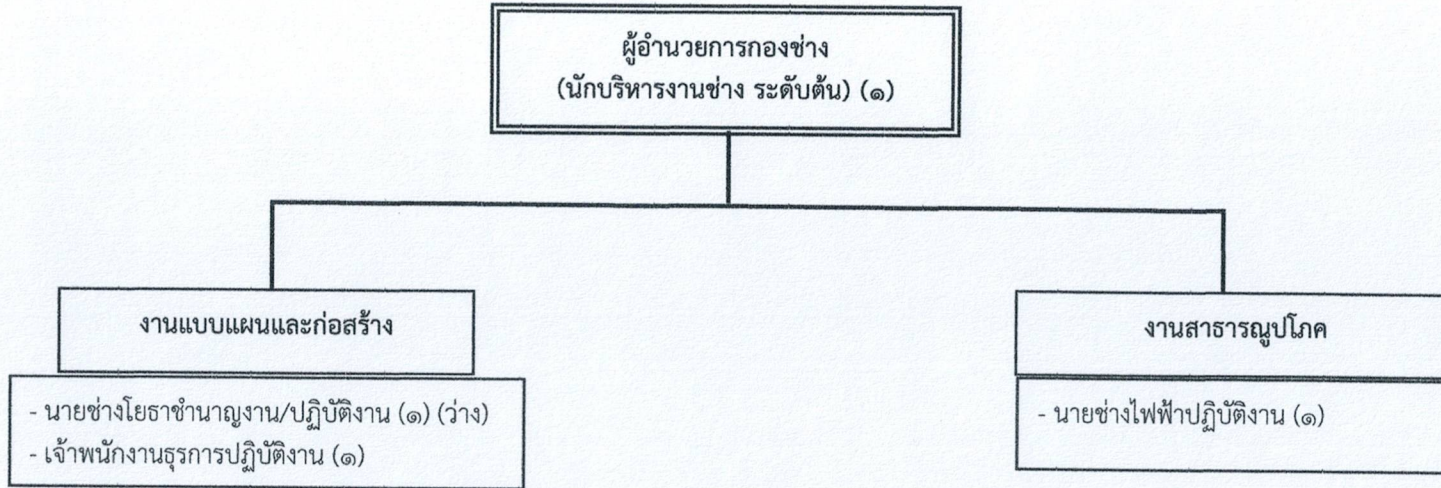 ผู้อำนวยการกองช่าง
(นักบริหารงานช่าง ระดับต้น) (๑)
งานแบบแผนและก่อสร้าง
- นายช่างโยธาชำนาญงาน/ปฏิบัติงาน (๑) (ว่าง)
- เจ้าพนักงานธุรการปฏิบัติงาน (๑)
งานสาธารณูปโภค
- นายช่างไฟฟ้าปฏิบัติงาน (๑)